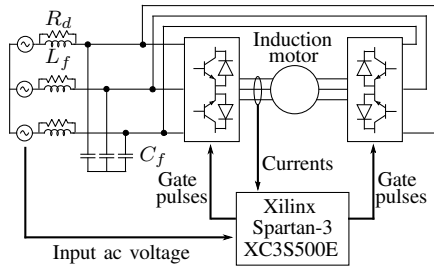 R_d
L_f
Induction
motor
C_f
Currents
Gate
pulses
Gate
pulses
Xilinx
Spartan-3
XC3S500E
Input ac voltage